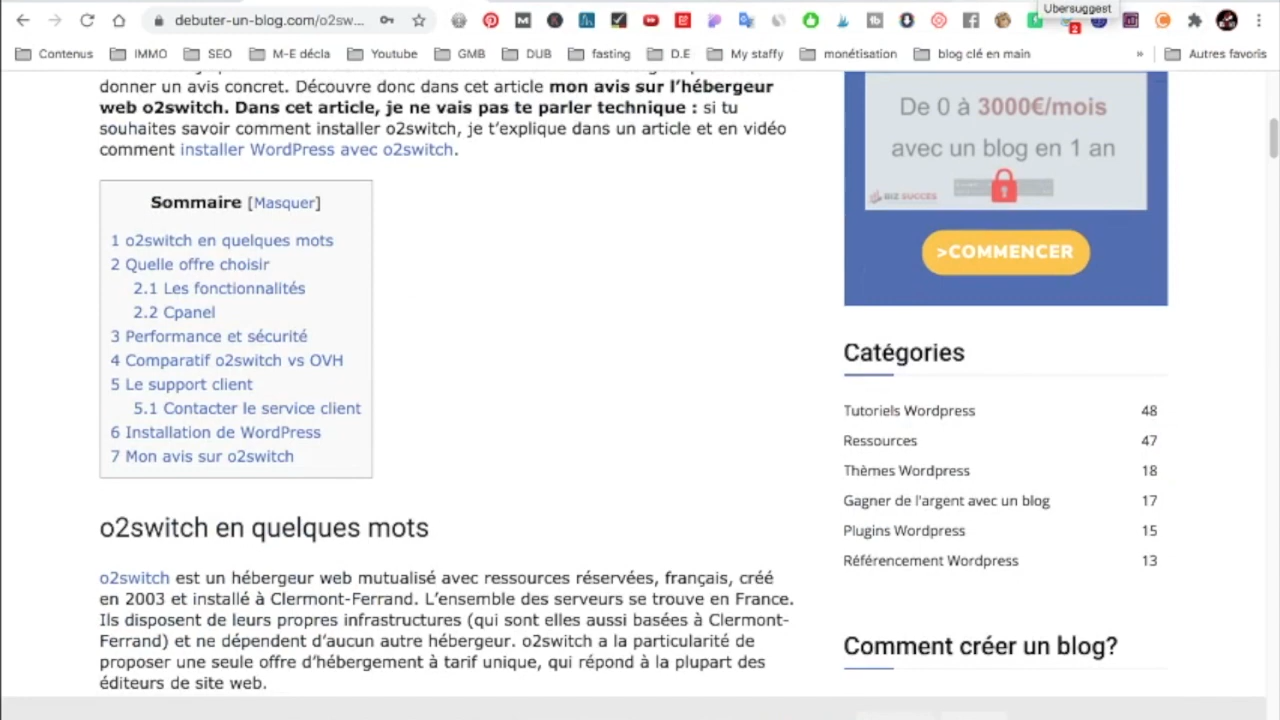 debuter-un-blog.com/o2sw...
Ubersuggest
2
Contenus
IMMO
SEO
M-E décla
Youtube
GMB
DUB
fasting
D.E
My staffy
monétisation
blog clé en main
»
Autres favoris
donner un avis concret. Découvre donc dans cet article mon avis sur l'hébergeur
web o2switch. Dans cet article, je ne vais pas te parler technique : si tu
souhaites savoir comment installer o2switch, je t'explique dans un article et en vidéo
comment installer WordPress avec o2switch.
Sommaire [Masquer]
1 o2switch en quelques mots
2 Quelle offre choisir
2.1 Les fonctionnalités
2.2 Cpanel
3 Performance et sécurité
4 Comparatif o2switch vs OVH
5 Le support client
5.1 Contacter le service client
6 Installation de WordPress
7 Mon avis sur o2switch
o2switch en quelques mots
o2switch est un hébergeur web mutualisé avec ressources réservées, français, créé
en 2003 et installé à Clermont-Ferrand. L'ensemble des serveurs se trouve en France.
Ils disposent de leurs propres infrastructures (qui sont elles aussi basées à Clermont-
Ferrand) et ne dépendent d'aucun autre hébergeur. o2switch a la particularité de
proposer une seule offre d'hébergement à tarif unique, qui répond à la plupart des
éditeurs de site web.
De 0 à 3000€/mois
avec un blog en 1 an
BIZ SUCCES
>COMMENCER
Catégories
Tutoriels Wordpress 48
Ressources 47
Thèmes Wordpress 18
Gagner de l'argent avec un blog 17
Plugins Wordpress 15
Référencement Wordpress 13
Comment créer un blog?